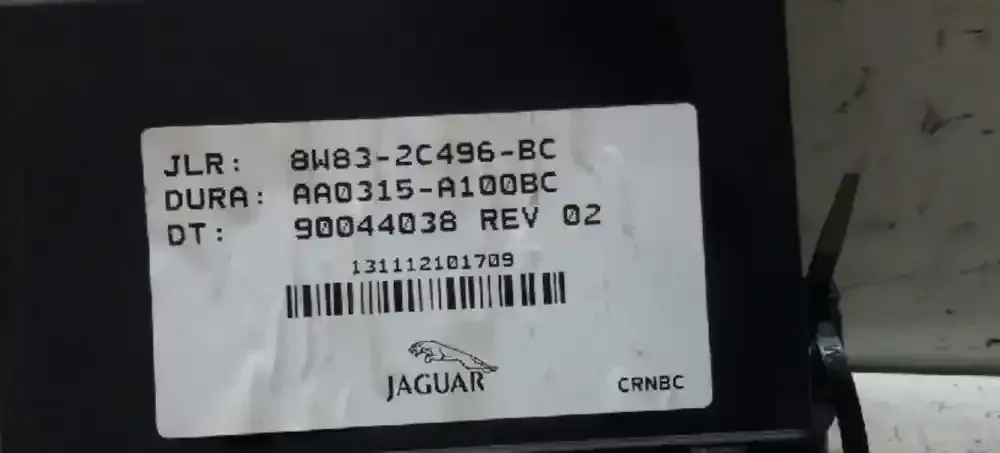 JLR: 8W83-2C496-BC
DURA: AA0315-A100BC
DT: 90044038 REV 02
131112101709
JAGUAR
CRNBC